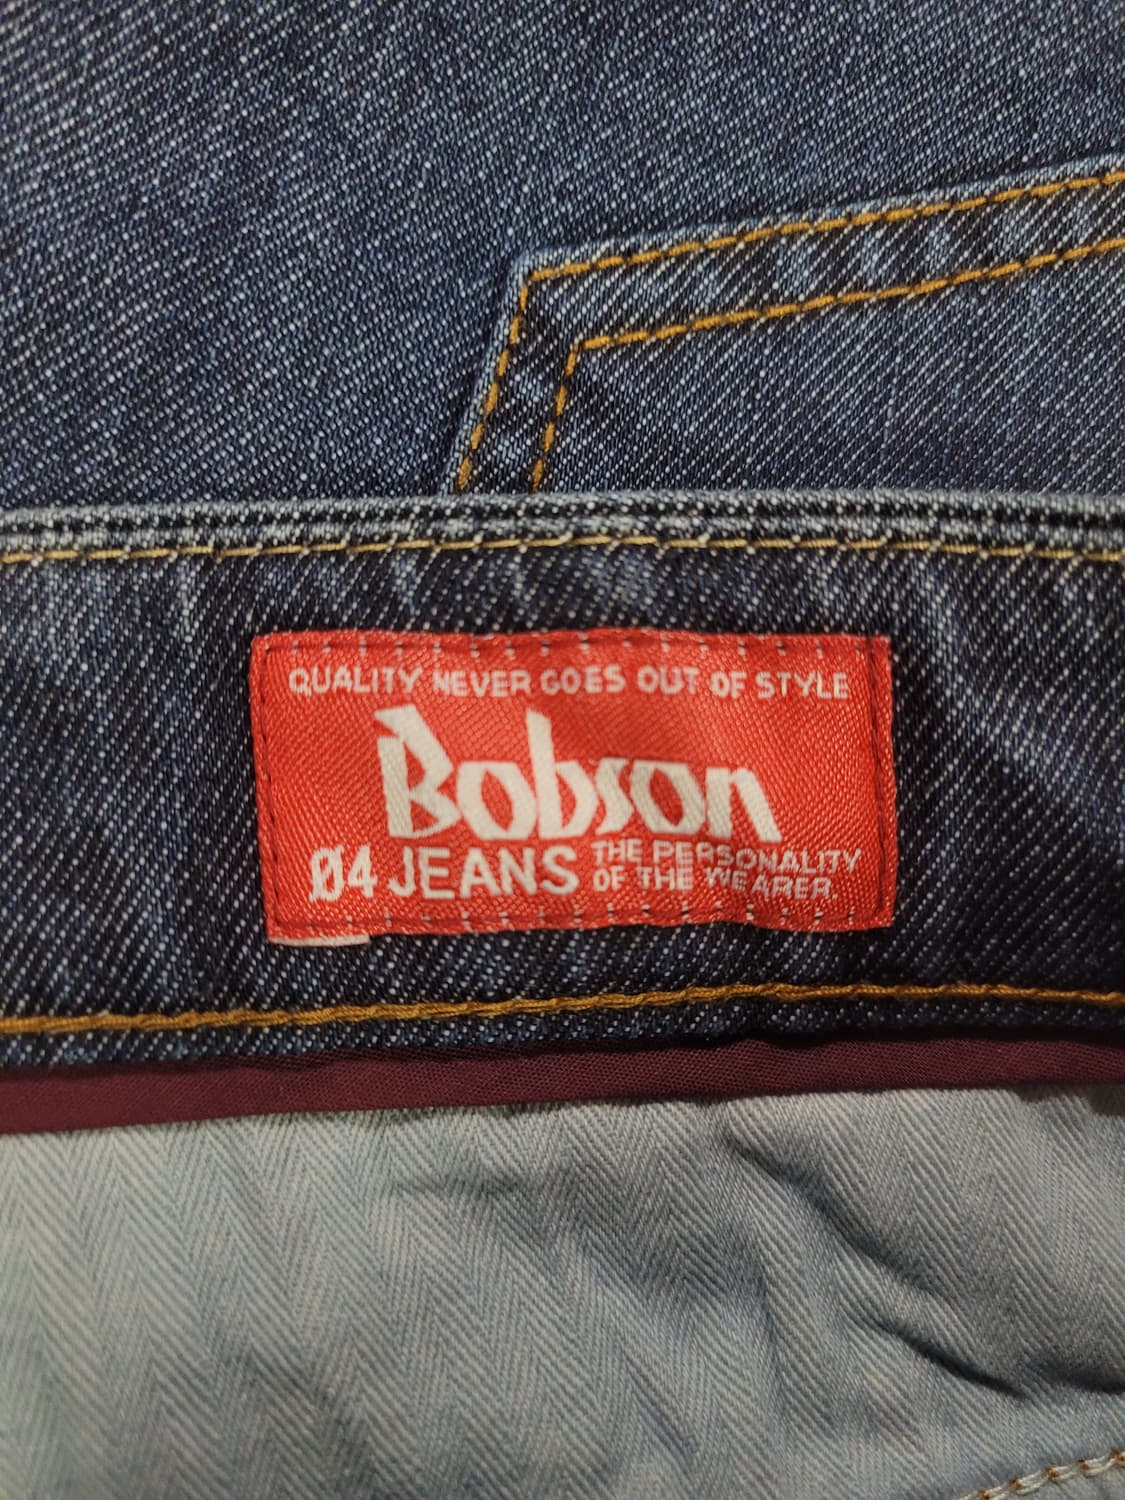 QUALITY NEVER GOES OUT OF STYLE
Bobson
Ø4 JEANS THE PERSONALITY
OF THE WEARER.